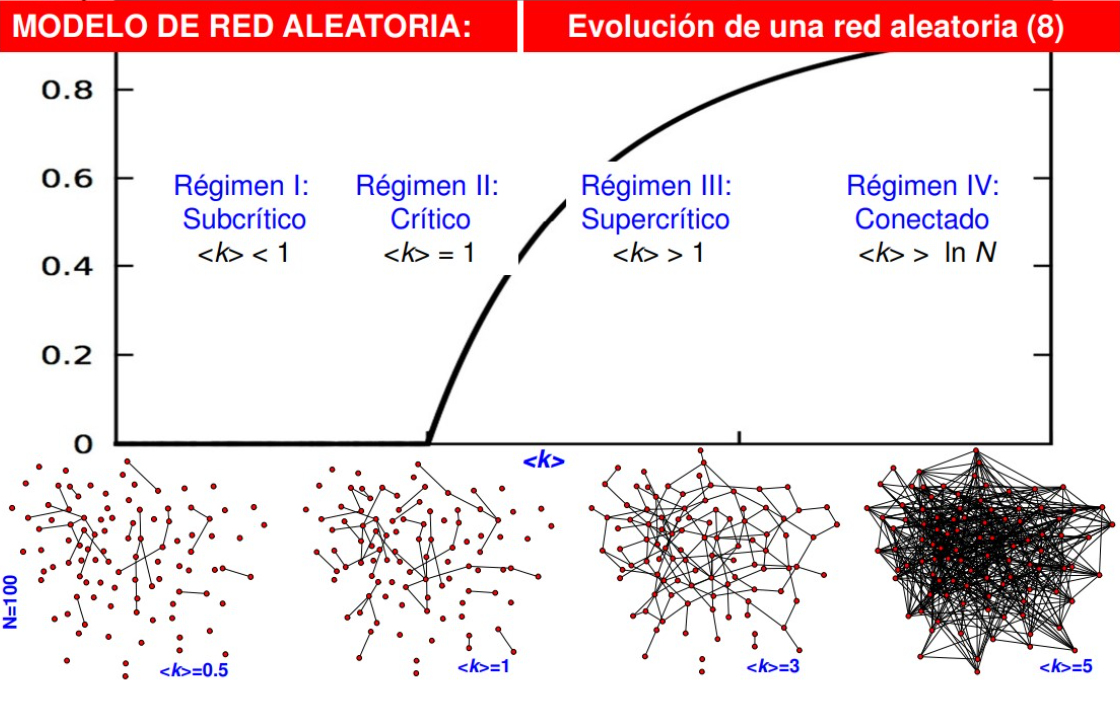 MODELO DE RED ALEATORIA:
Evolución de una red aleatoria (8)
0.8
0.6
0.4
0.2
0
Régimen I:
Subcrítico
<k> < 1
Régimen II:
Crítico
<k> = 1
Régimen III:
Supercrítico
<k> > 1
Régimen IV:
Conectado
<k> > ln N
<k>
N=100
<k>=0.5
<k>=1
<k>=3
<k>=5